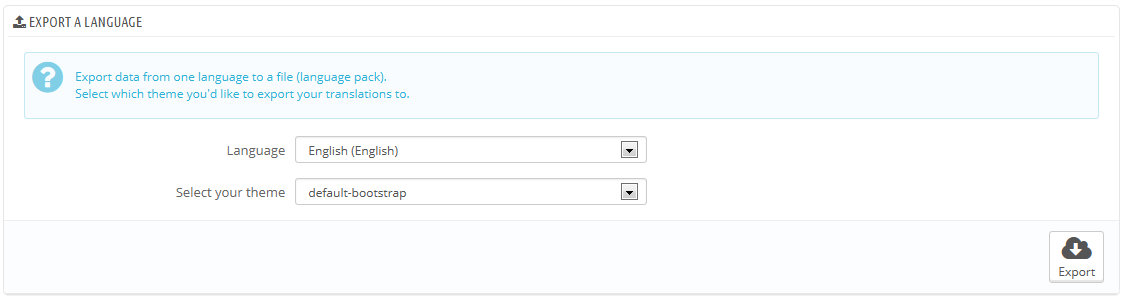 EXPORT A LANGUAGE
Export data from one language to a file (language pack).
Select which theme you'd like to export your translations to.
Language English (English)
Select your theme default-bootstrap
Export